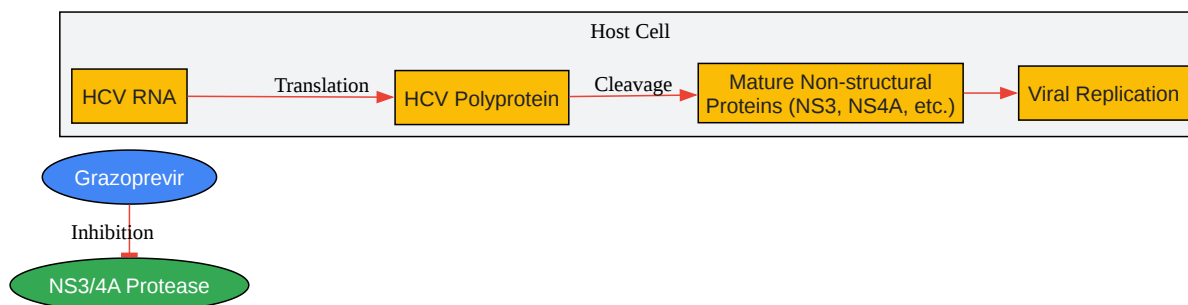 Host Cell
HCV RNA
Translation
HCV Polyprotein
Cleavage
Mature Non-structural
Proteins (NS3, NS4A, etc.)
Viral Replication
Grazoprevir
Inhibition
NS3/4A Protease